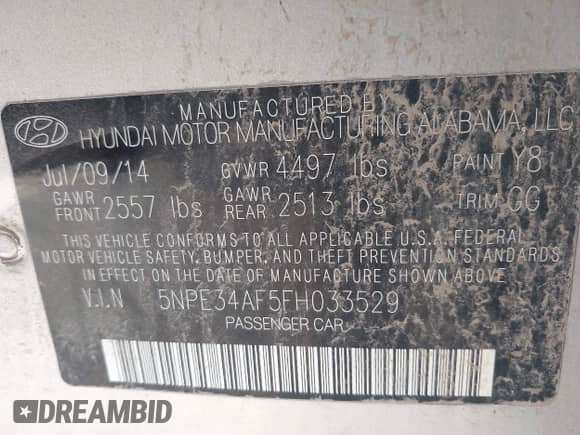 MANUFACTURED BY
HYUNDAI MOTOR MANUFACTURING ALABAMA, LLC
Jul/09/14 GVWR 4497 lbs PAINT Y8
GAWR FRONT 2557 lbs GAWR REAR 2513 lbs TRIM GG
THIS VEHICLE CONFORMS TO ALL APPLICABLE U.S.A. FEDERAL
MOTOR VEHICLE SAFETY, BUMPER, AND THEFT PREVENTION STANDARDS
IN EFFECT ON THE DATE OF MANUFACTURE SHOWN ABOVE
V.I.N 5NPE34AF5FH033529
PASSENGER CAR
DREAMBID